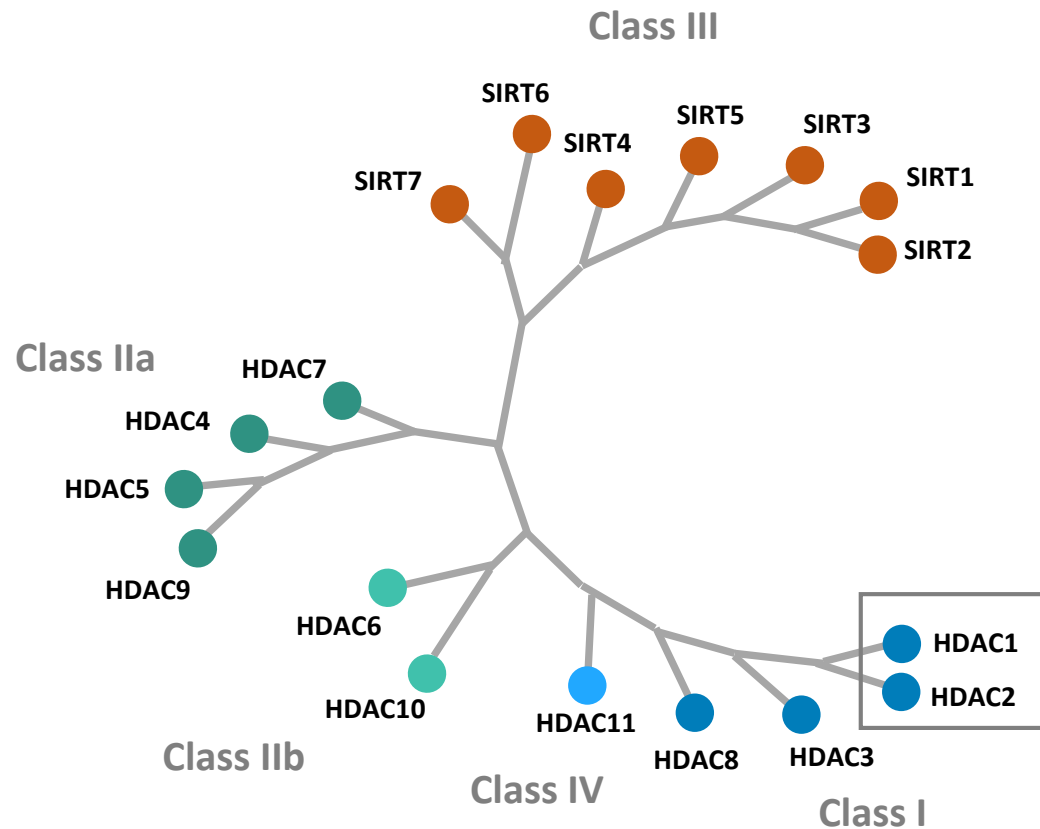 Class III
SIRT6
SIRT5
SIRT3
SIRT4
SIRT7
SIRT1
SIRT2
Class IIa
HDAC7
HDAC4
HDAC5
HDAC9
HDAC6
HDAC1
HDAC2
HDAC10
HDAC11
HDAC8
HDAC3
Class IIb
Class IV
Class I